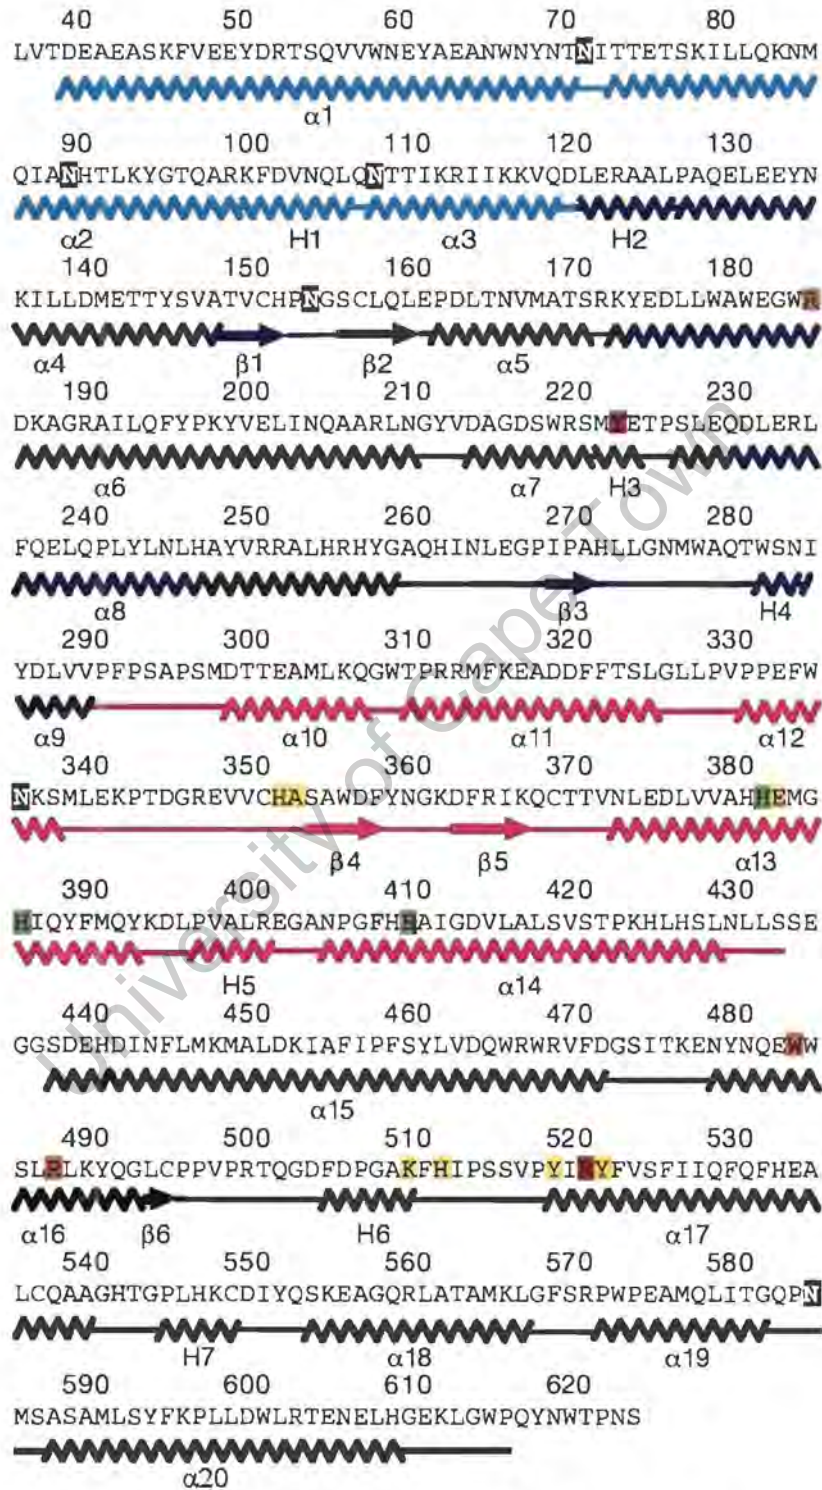 40 50 60 70 80
LVTDEAEASKFVEEYDRTSQVVWNEYAEANWNYNTNITTETSKILLQKNM
α1
90 100 110 120 130
QIANHTLKYGTQARKFDVNQLQNTTIKRIIKKVQDLERAALPAQELEEYN
α2 H1 α3 H2
140 150 160 170 180
KILLDMETTYSVATVCHPNGSCLQLEPDLTNVMATSRKYEDLLWAWEGWR
α4 β1 β2 α5
190 200 210 220 230
DKAGRAILQFYPKYVELINQAARLNGYVDAGDSWRSMYETPSLEQDLERL
α6 α7 H3
240 250 260 270 280
FQELQPLYLNLHAYVRRALHRHYGAQHINLEGPIPAHLLGNMWAQTWSNI
α8 β3 H4
290 300 310 320 330
YDLVVPFPSAPSMDTTEAMLKQGWTPRRMFKEADDFFTSLGLLPVPPEFW
α9 α10 α11 α12
340 350 360 370 380
NKSMLEKPTDGREVVCHASAWDFYNGKDFRIKQCTTVNLEDLVVAHHEMG
β4 β5 α13
390 400 410 420 430
HIQYFMQYKDLPVALREGANPGFHEAIGDVLALSVSTPKHLHSLNLLSSE
H5 α14
440 450 460 470 480
GGSDEHDINFLMKMALDKIAFIPFSYLVDQWRWRVFDGSITKENYNQEWW
α15
490 500 510 520 530
SLRLKYQGLCPPVPRTQGDFDPGAKFHIPSSVPYIRYFVSFIIQFQFHEA
α16 β6 H6 α17
540 550 560 570 580
LCQAAGHTGPLHKCDIYQSKEAGQRLATAMKLGFSRPWPEAMQLITGQPN
H7 α18 α19
590 600 610 620
MSASAMLSYFKPLLDWLRTENELHGEKLGWPQYNWTPNS
α20
University of Cape Town